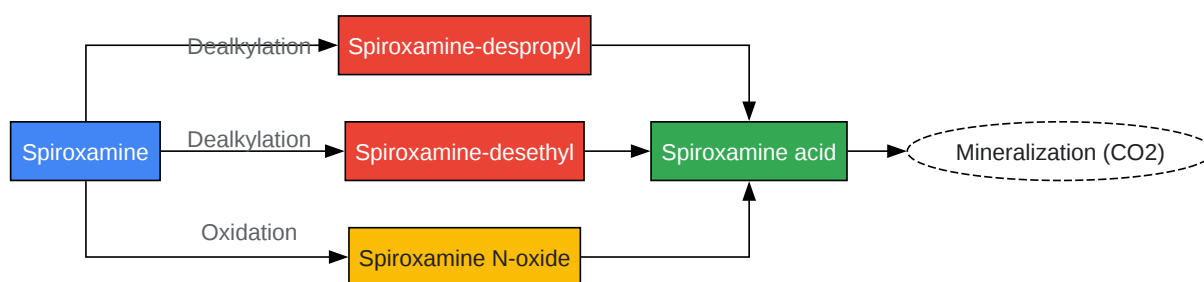 Dealkylation
Spiroxamine-despropyl
Spiroxamine
Dealkylation
Spiroxamine-desethyl
Spiroxamine acid
Mineralization (CO2)
Oxidation
Spiroxamine N-oxide